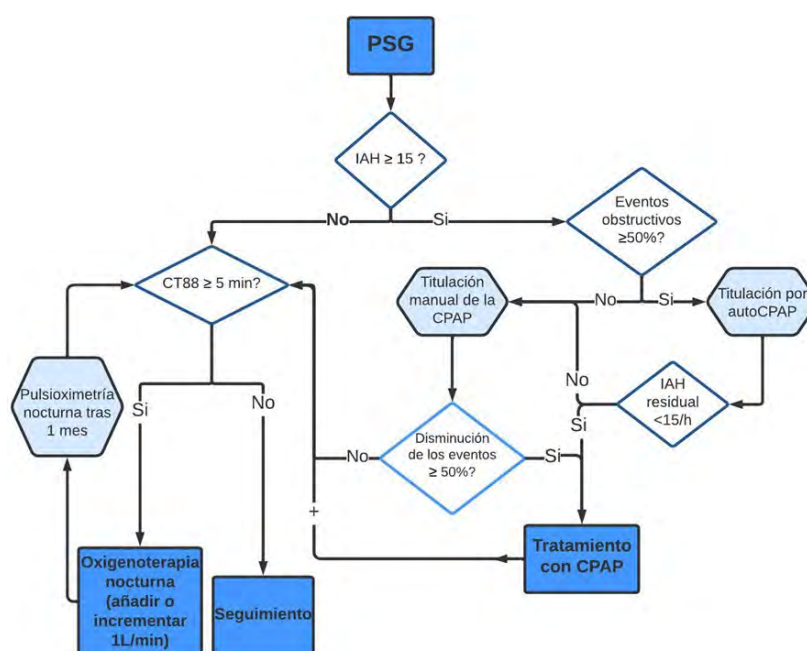 PSG
IAH ≥ 15 ?
No
Si
Eventos
obstructivos
≥50%?
CT88 ≥ 5 min?
Titulación
manual de la
CPAP
No
Si
Titulación por
autoCPAP
Pulsioximetría
nocturna tras
1 mes
Si
No
No
Si
IAH
residual
<15/h
No
Disminución
de los eventos
≥ 50%?
Si
+
Oxigenoterapia
nocturna
(añadir o
incrementar
1L/min)
Seguimiento
Tratamiento
con CPAP